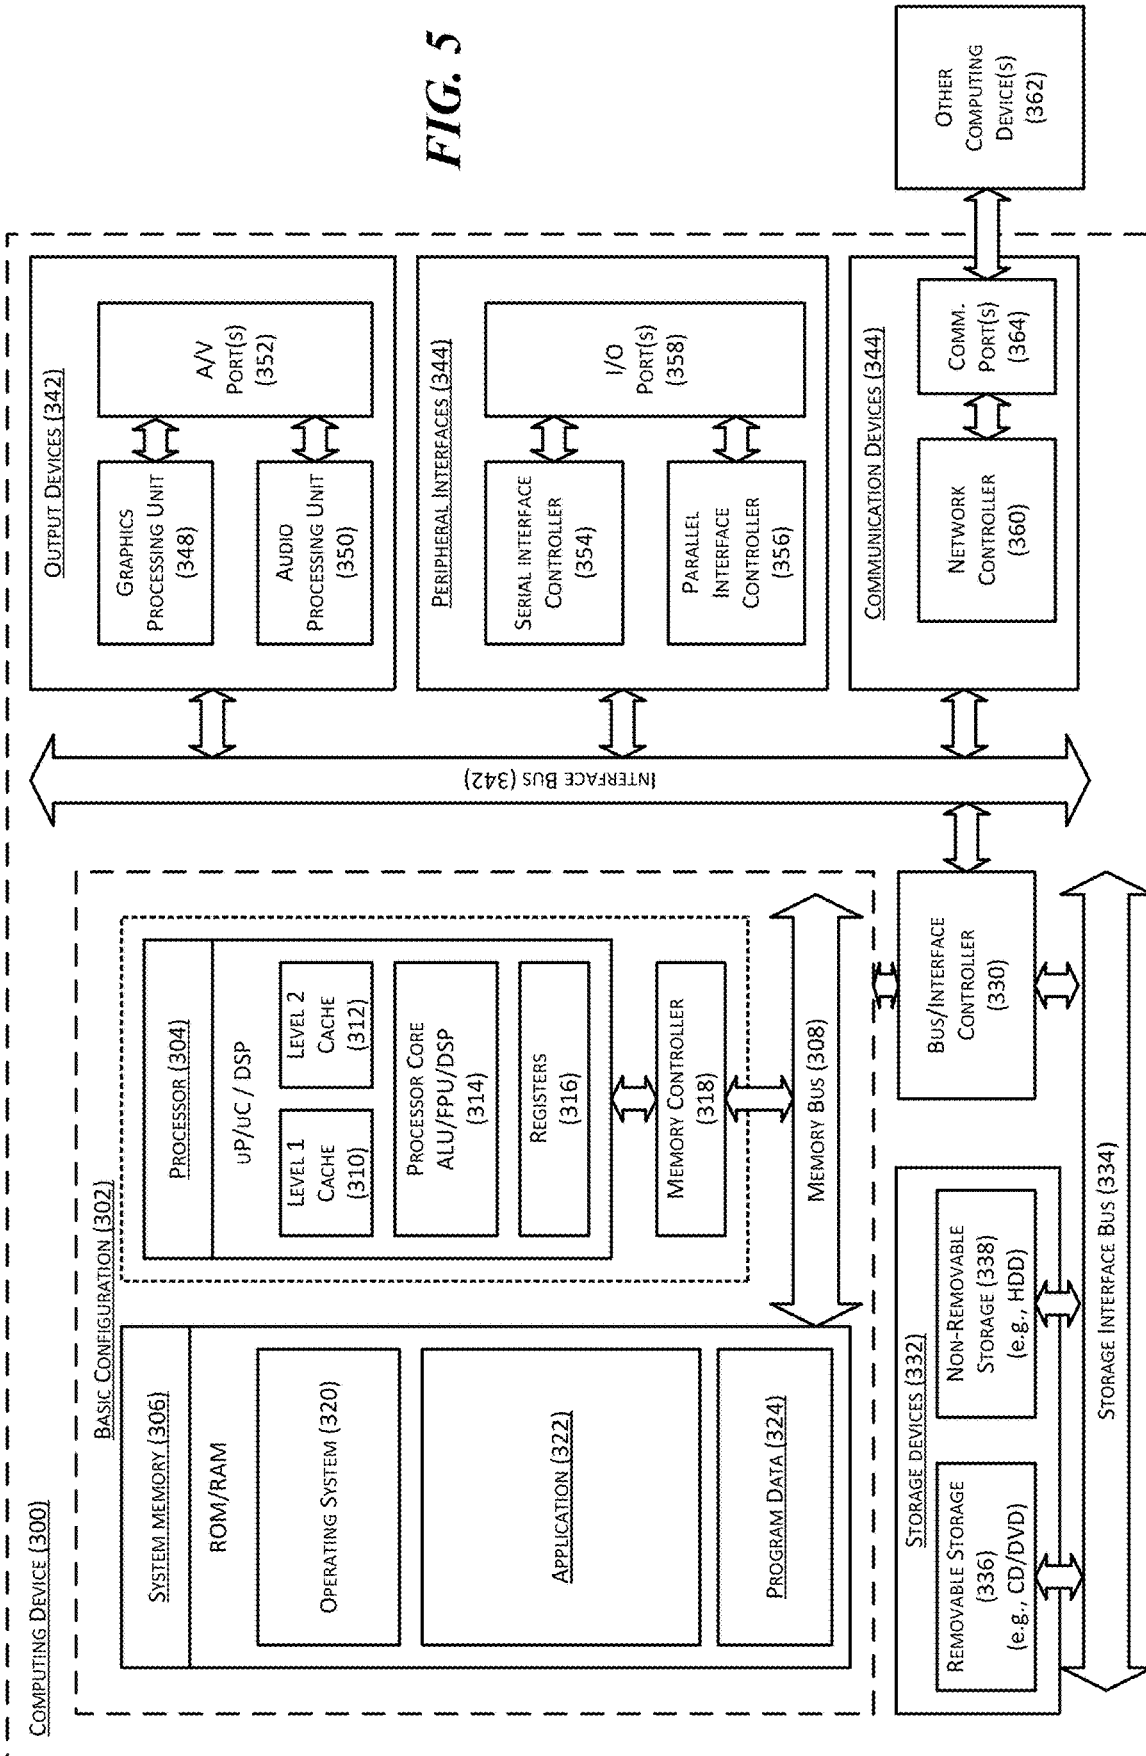 COMPUTING DEVICE (300)
BASIC CONFIGURATION (302)
SYSTEM MEMORY (306)
ROM/RAM
OPERATING SYSTEM (320)
APPLICATION (322)
PROGRAM DATA (324)
PROCESSOR (304)
UP/UC / DSP
LEVEL 1
CACHE
(310)
LEVEL 2
CACHE
(312)
PROCESSOR CORE
ALU/FPU/DSP
(314)
REGISTERS
(316)
MEMORY CONTROLLER
(318)
MEMORY BUS (308)
STORAGE DEVICES (332)
REMOVABLE STORAGE
(336)
(e.g., CD/DVD)
NON-REMOVABLE
STORAGE (338)
(e.g., HDD)
BUS/INTERFACE
CONTROLLER
(330)
STORAGE INTERFACE BUS (334)
INTERFACE BUS (342)
OUTPUT DEVICES (342)
GRAPHICS
PROCESSING UNIT
(348)
AUDIO
PROCESSING UNIT
(350)
A/V
PORT(S)
(352)
PERIPHERAL INTERFACES (344)
SERIAL INTERFACE
CONTROLLER
(354)
PARALLEL
INTERFACE
CONTROLLER
(356)
I/O
PORT(S)
(358)
COMMUNICATION DEVICES (344)
NETWORK
CONTROLLER
(360)
COMM.
PORT(S)
(364)
OTHER
COMPUTING
DEVICE(S)
(362)
FIG. 5